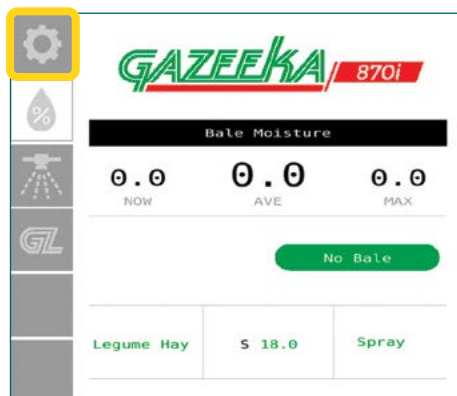 GAZEEKA 870i
%
Bale Moisture
0.0 0.0 0.0
NOW AVE MAX
GL
No Bale
Legume Hay S 18.0 Spray